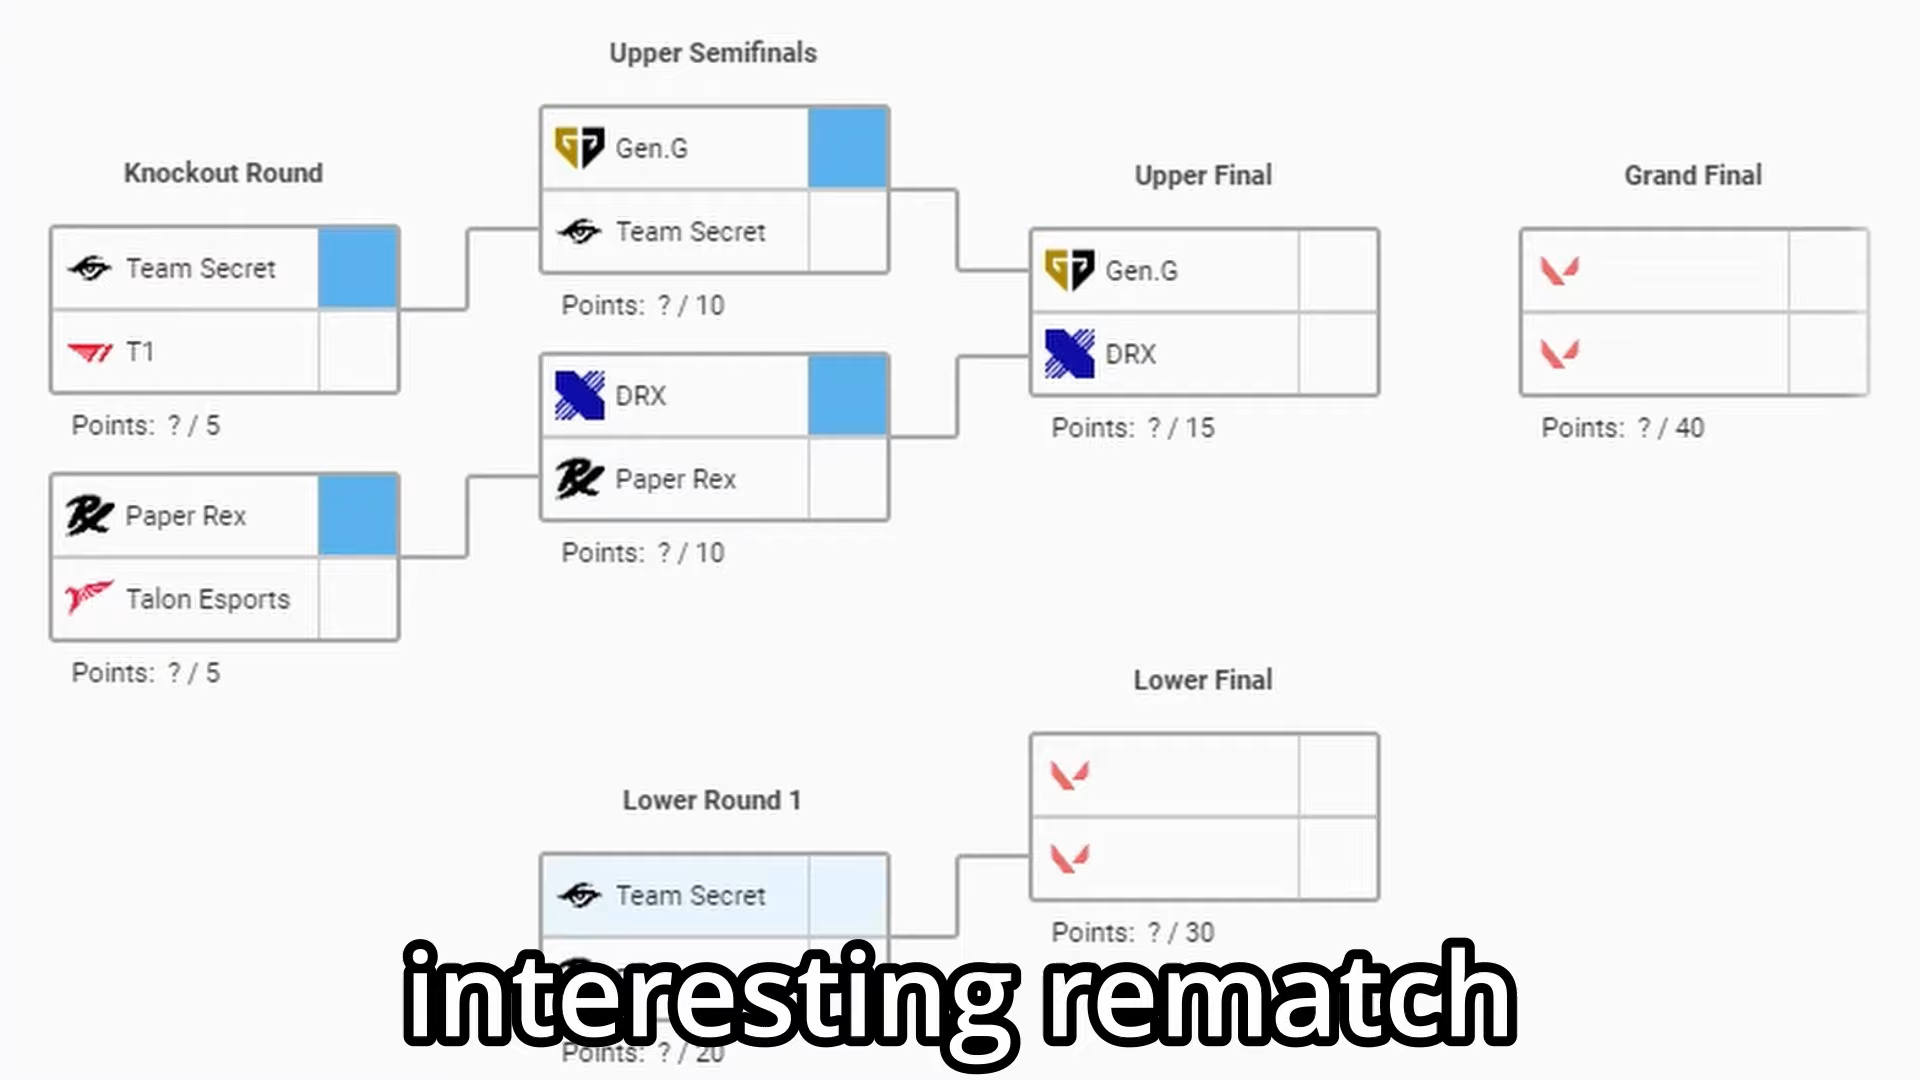 Knockout Round
Team Secret
T1
Points: ? / 5
Paper Rex
Talon Esports
Points: ? / 5
Upper Semifinals
Gen.G
Team Secret
Points: ? / 10
DRX
Paper Rex
Points: ? / 10
Upper Final
Gen.G
DRX
Points: ? / 15
Grand Final
Points: ? / 40
Lower Round 1
Team Secret
Points: ? / 20
Lower Final
Points: ? / 30
interesting rematch